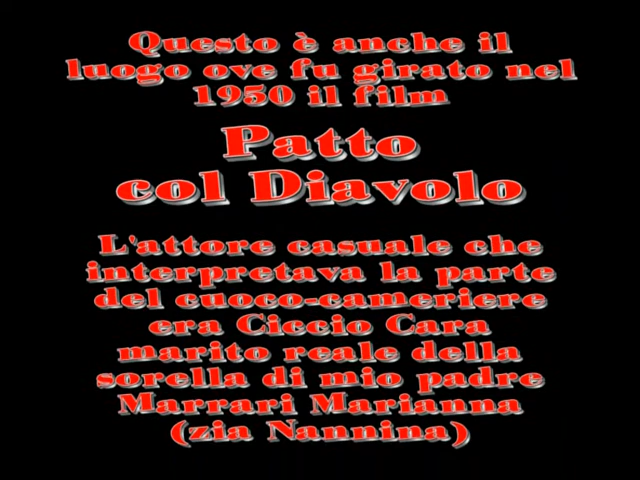 Questo è anche il
luogo ove fu girato nel
1950 il film
Patto
col Diavolo
L'attore casuale che
interpretava la parte
del cuoco-cameriere
era Ciccio Cara
marito reale della
sorella di mio padre
Marrari Marianna
(zia Nannina)